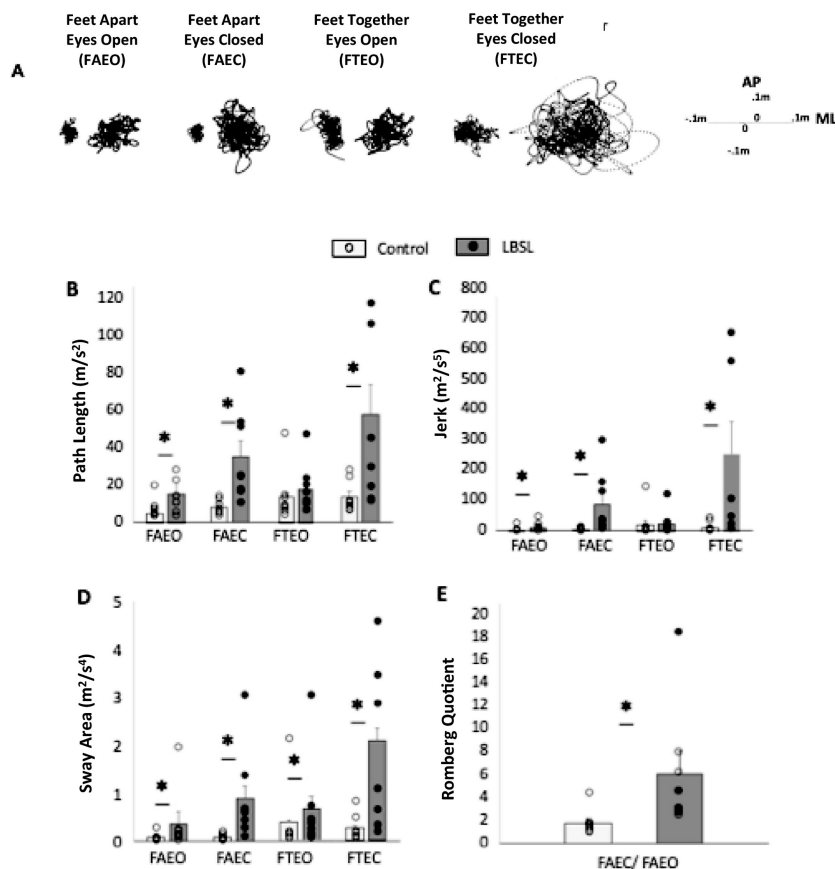 Feet Apart
Eyes Open
(FAEO)
Feet Apart
Eyes Closed
(FAEC)
Feet Together
Eyes Open
(FTEO)
Feet Together
Eyes Closed
(FTEC)
A
AP
.1m
-.1m 0 0 .1m ML
-.1m
Control LBSL
B
Path Length (m/s²)
120
100
80
60
40
20
0
FAEO FAEC FTEO FTEC
C
Jerk (m²/s⁵)
800
700
600
500
400
300
200
100
0
FAEO FAEC FTEO FTEC
D
Sway Area (m²/s⁴)
5
4
3
2
1
0
FAEO FAEC FTEO FTEC
E
Romberg Quotient
20
18
16
14
12
10
8
6
4
2
0
FAEC/ FAEO